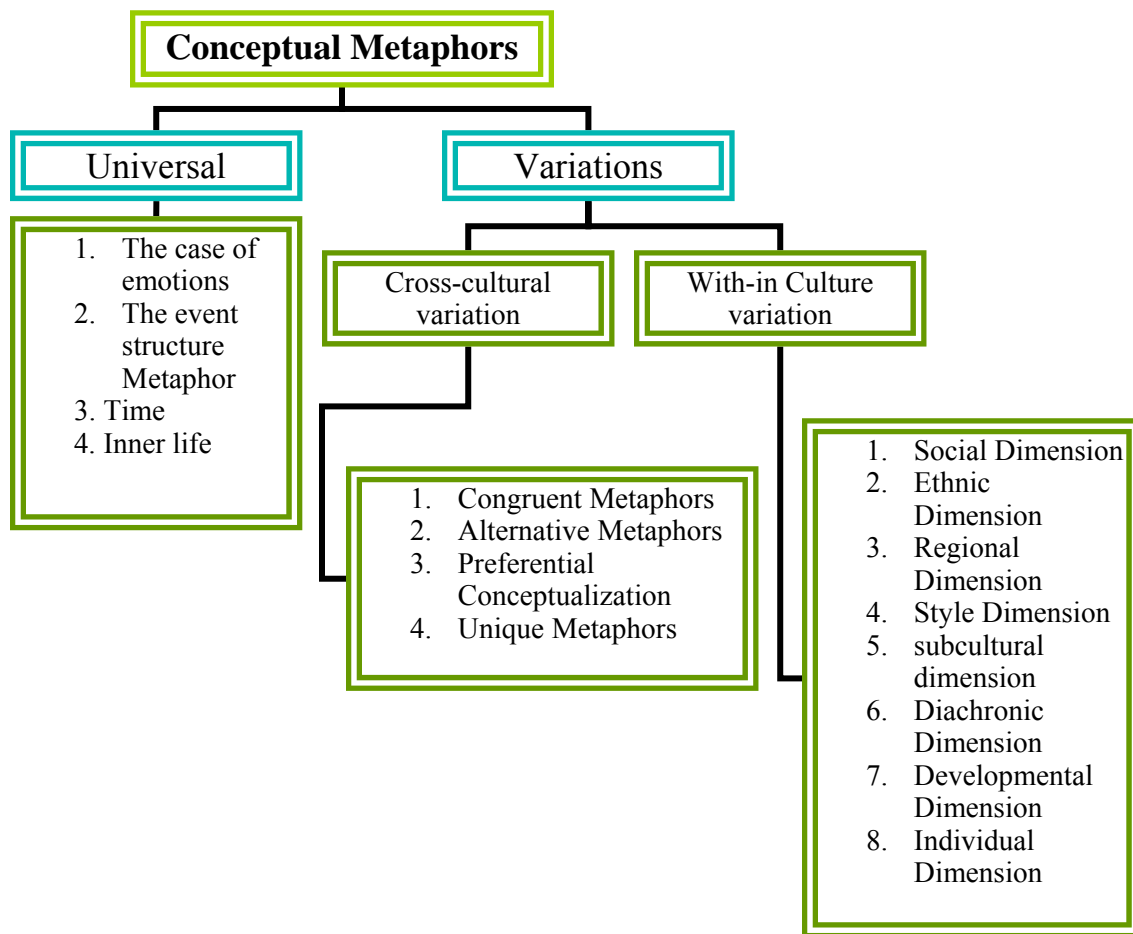 Conceptual Metaphors
Universal
Variations
1. The case of
emotions
2. The event
structure
Metaphor
3. Time
4. Inner life
Cross-cultural
variation
With-in Culture
variation
1. Congruent Metaphors
2. Alternative Metaphors
3. Preferential
Conceptualization
4. Unique Metaphors
1. Social Dimension
2. Ethnic
Dimension
3. Regional
Dimension
4. Style Dimension
5. subcultural
dimension
6. Diachronic
Dimension
7. Developmental
Dimension
8. Individual
Dimension